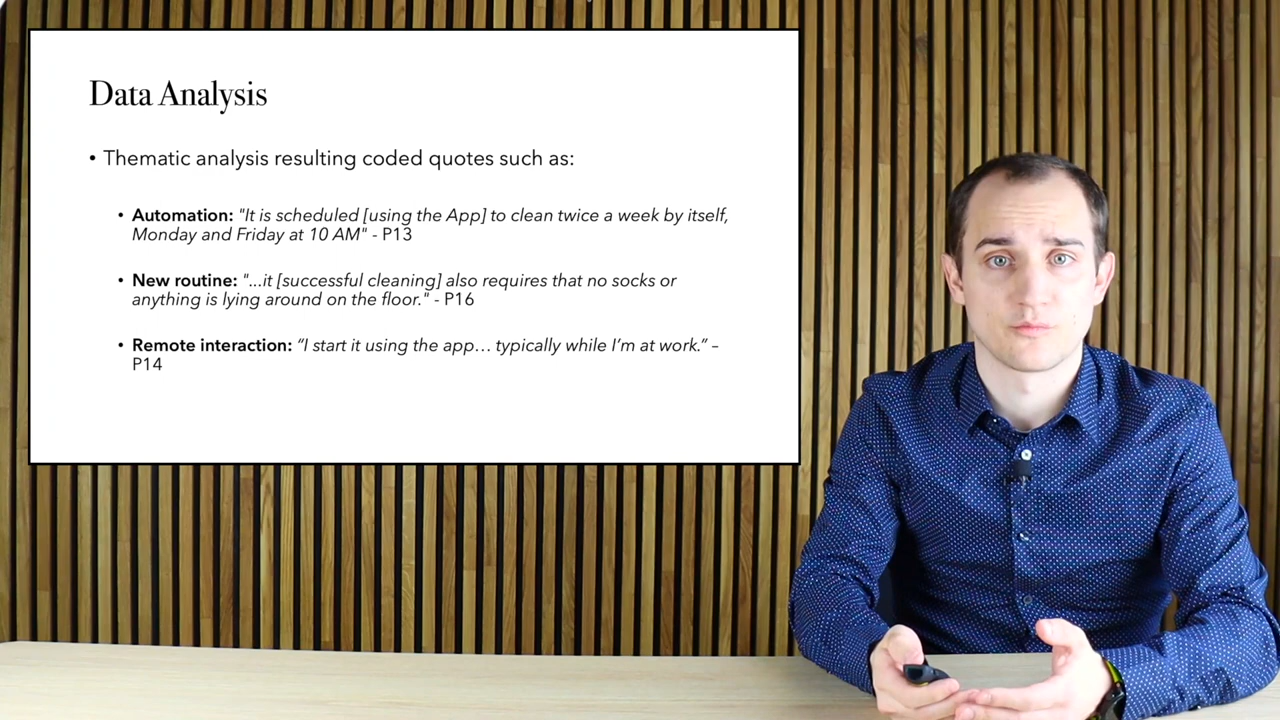 Data Analysis
• Thematic analysis resulting coded quotes such as:
• Automation: "It is scheduled [using the App] to clean twice a week by itself,
Monday and Friday at 10 AM" - P13
• New routine: "...it [successful cleaning] also requires that no socks or
anything is lying around on the floor." - P16
• Remote interaction: “I start it using the app… typically while I’m at work.” –
P14